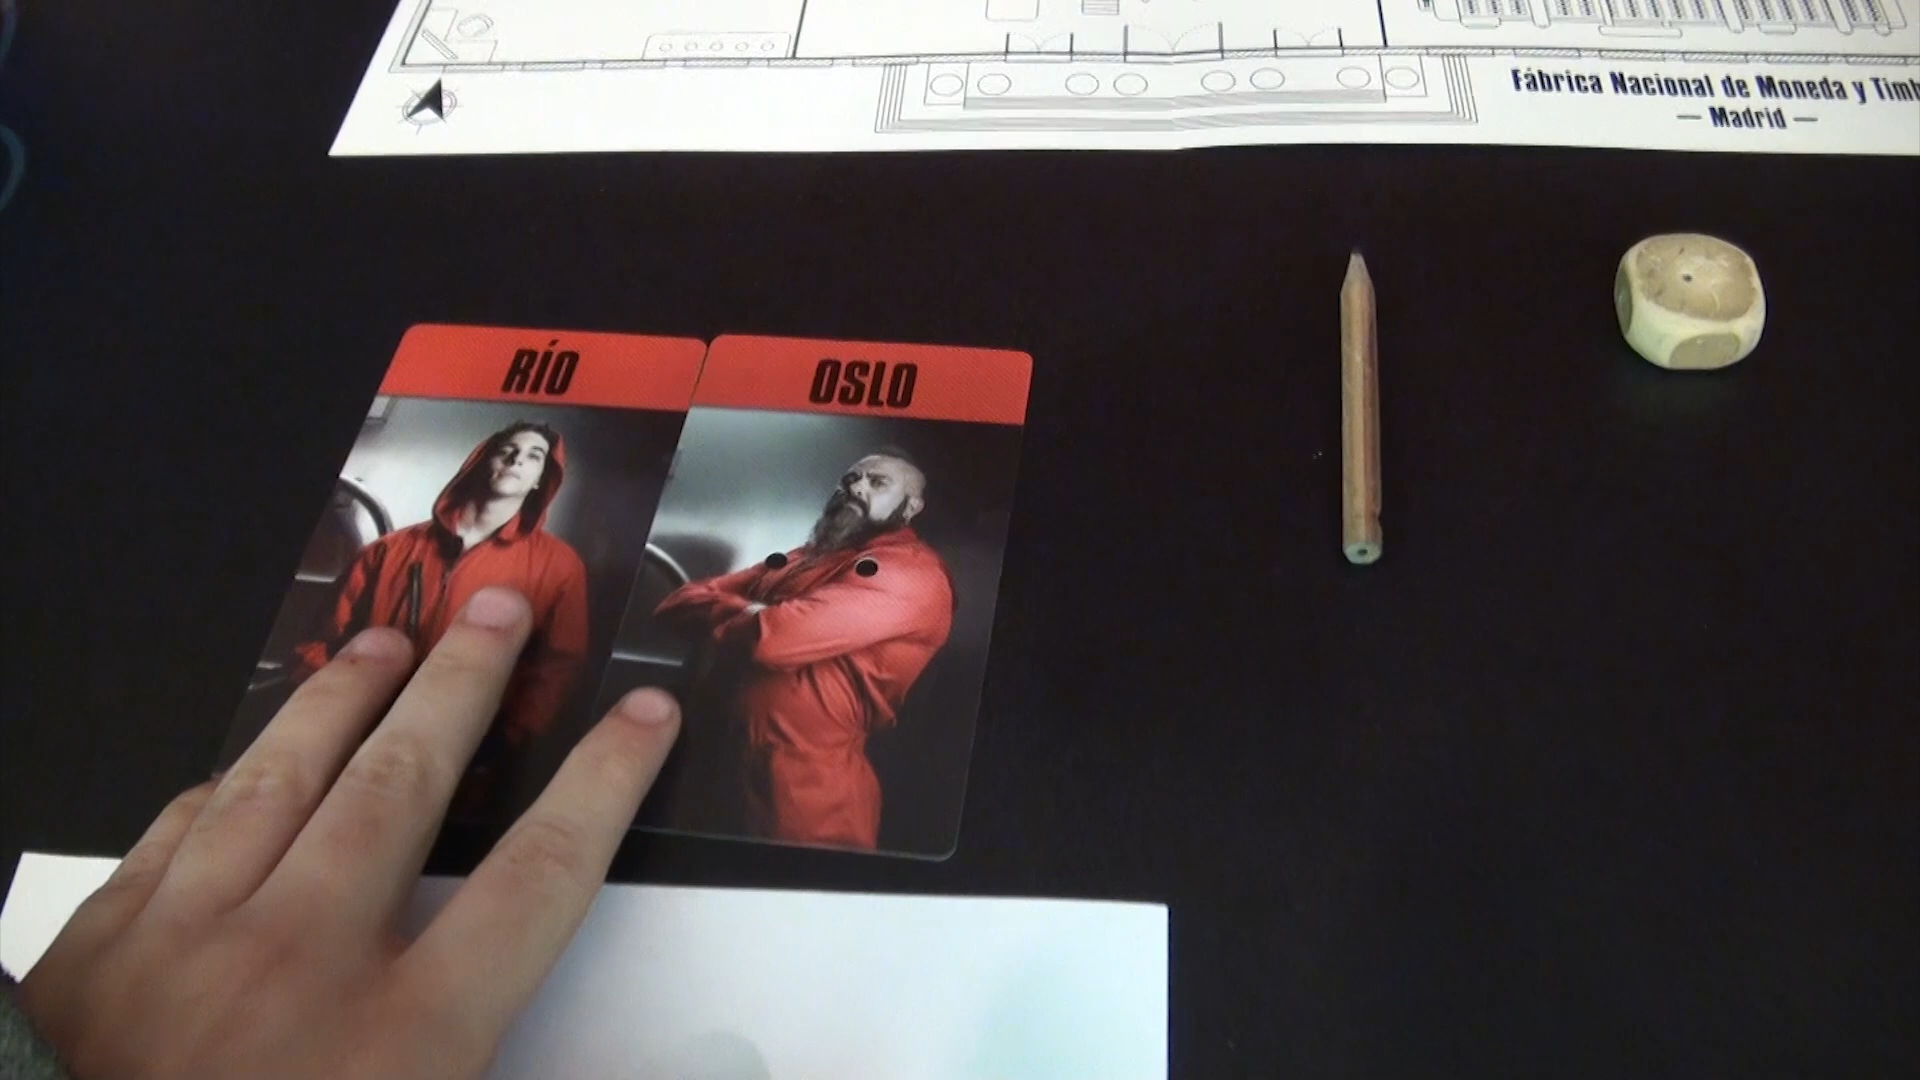 Fábrica Nacional de Moneda y
— Madrid —
RÍO
OSLO